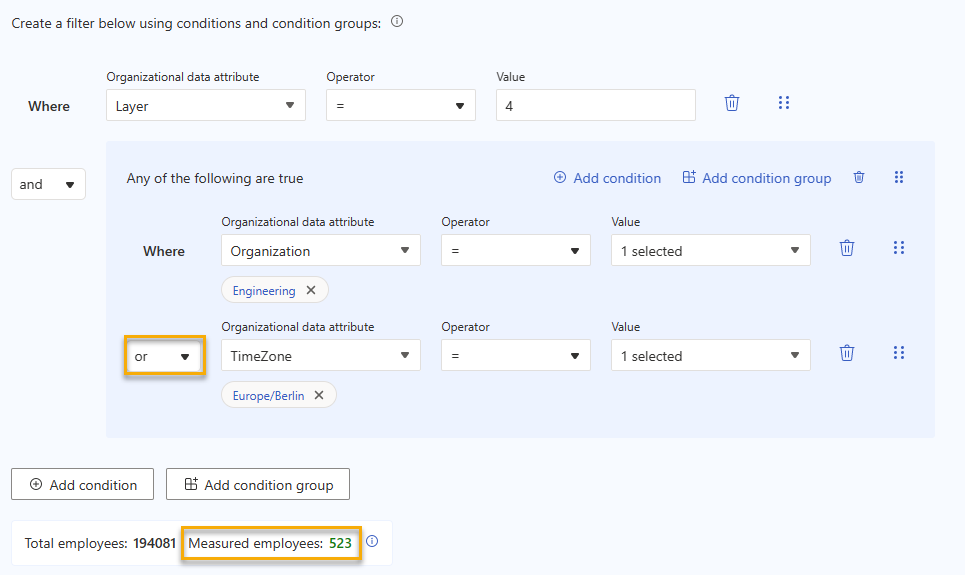 Create a filter below using conditions and condition groups:
Organizational data attribute Operator Value
Where Layer = 4
and Any of the following are true Add condition Add condition group
Organizational data attribute Operator Value
Where Organization = 1 selected
Engineering
Organizational data attribute Operator Value
or TimeZone = 1 selected
Europe/Berlin
Add condition Add condition group
Total employees: 194081 Measured employees: 523